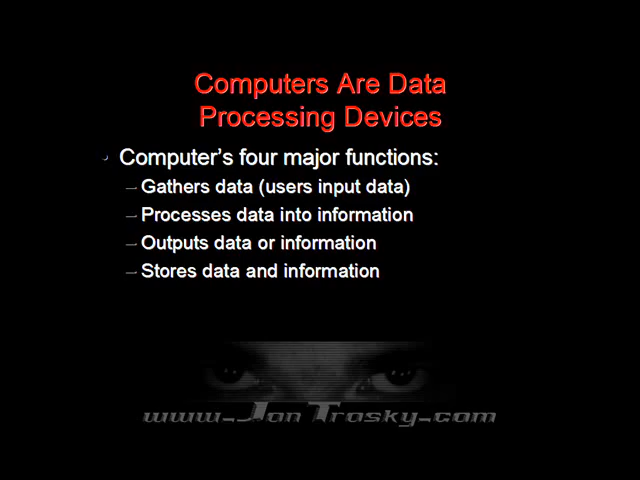 Computers Are Data
Processing Devices
• Computer's four major functions:
– Gathers data (users input data)
– Processes data into information
– Outputs data or information
– Stores data and information
www.JonTrasky.com